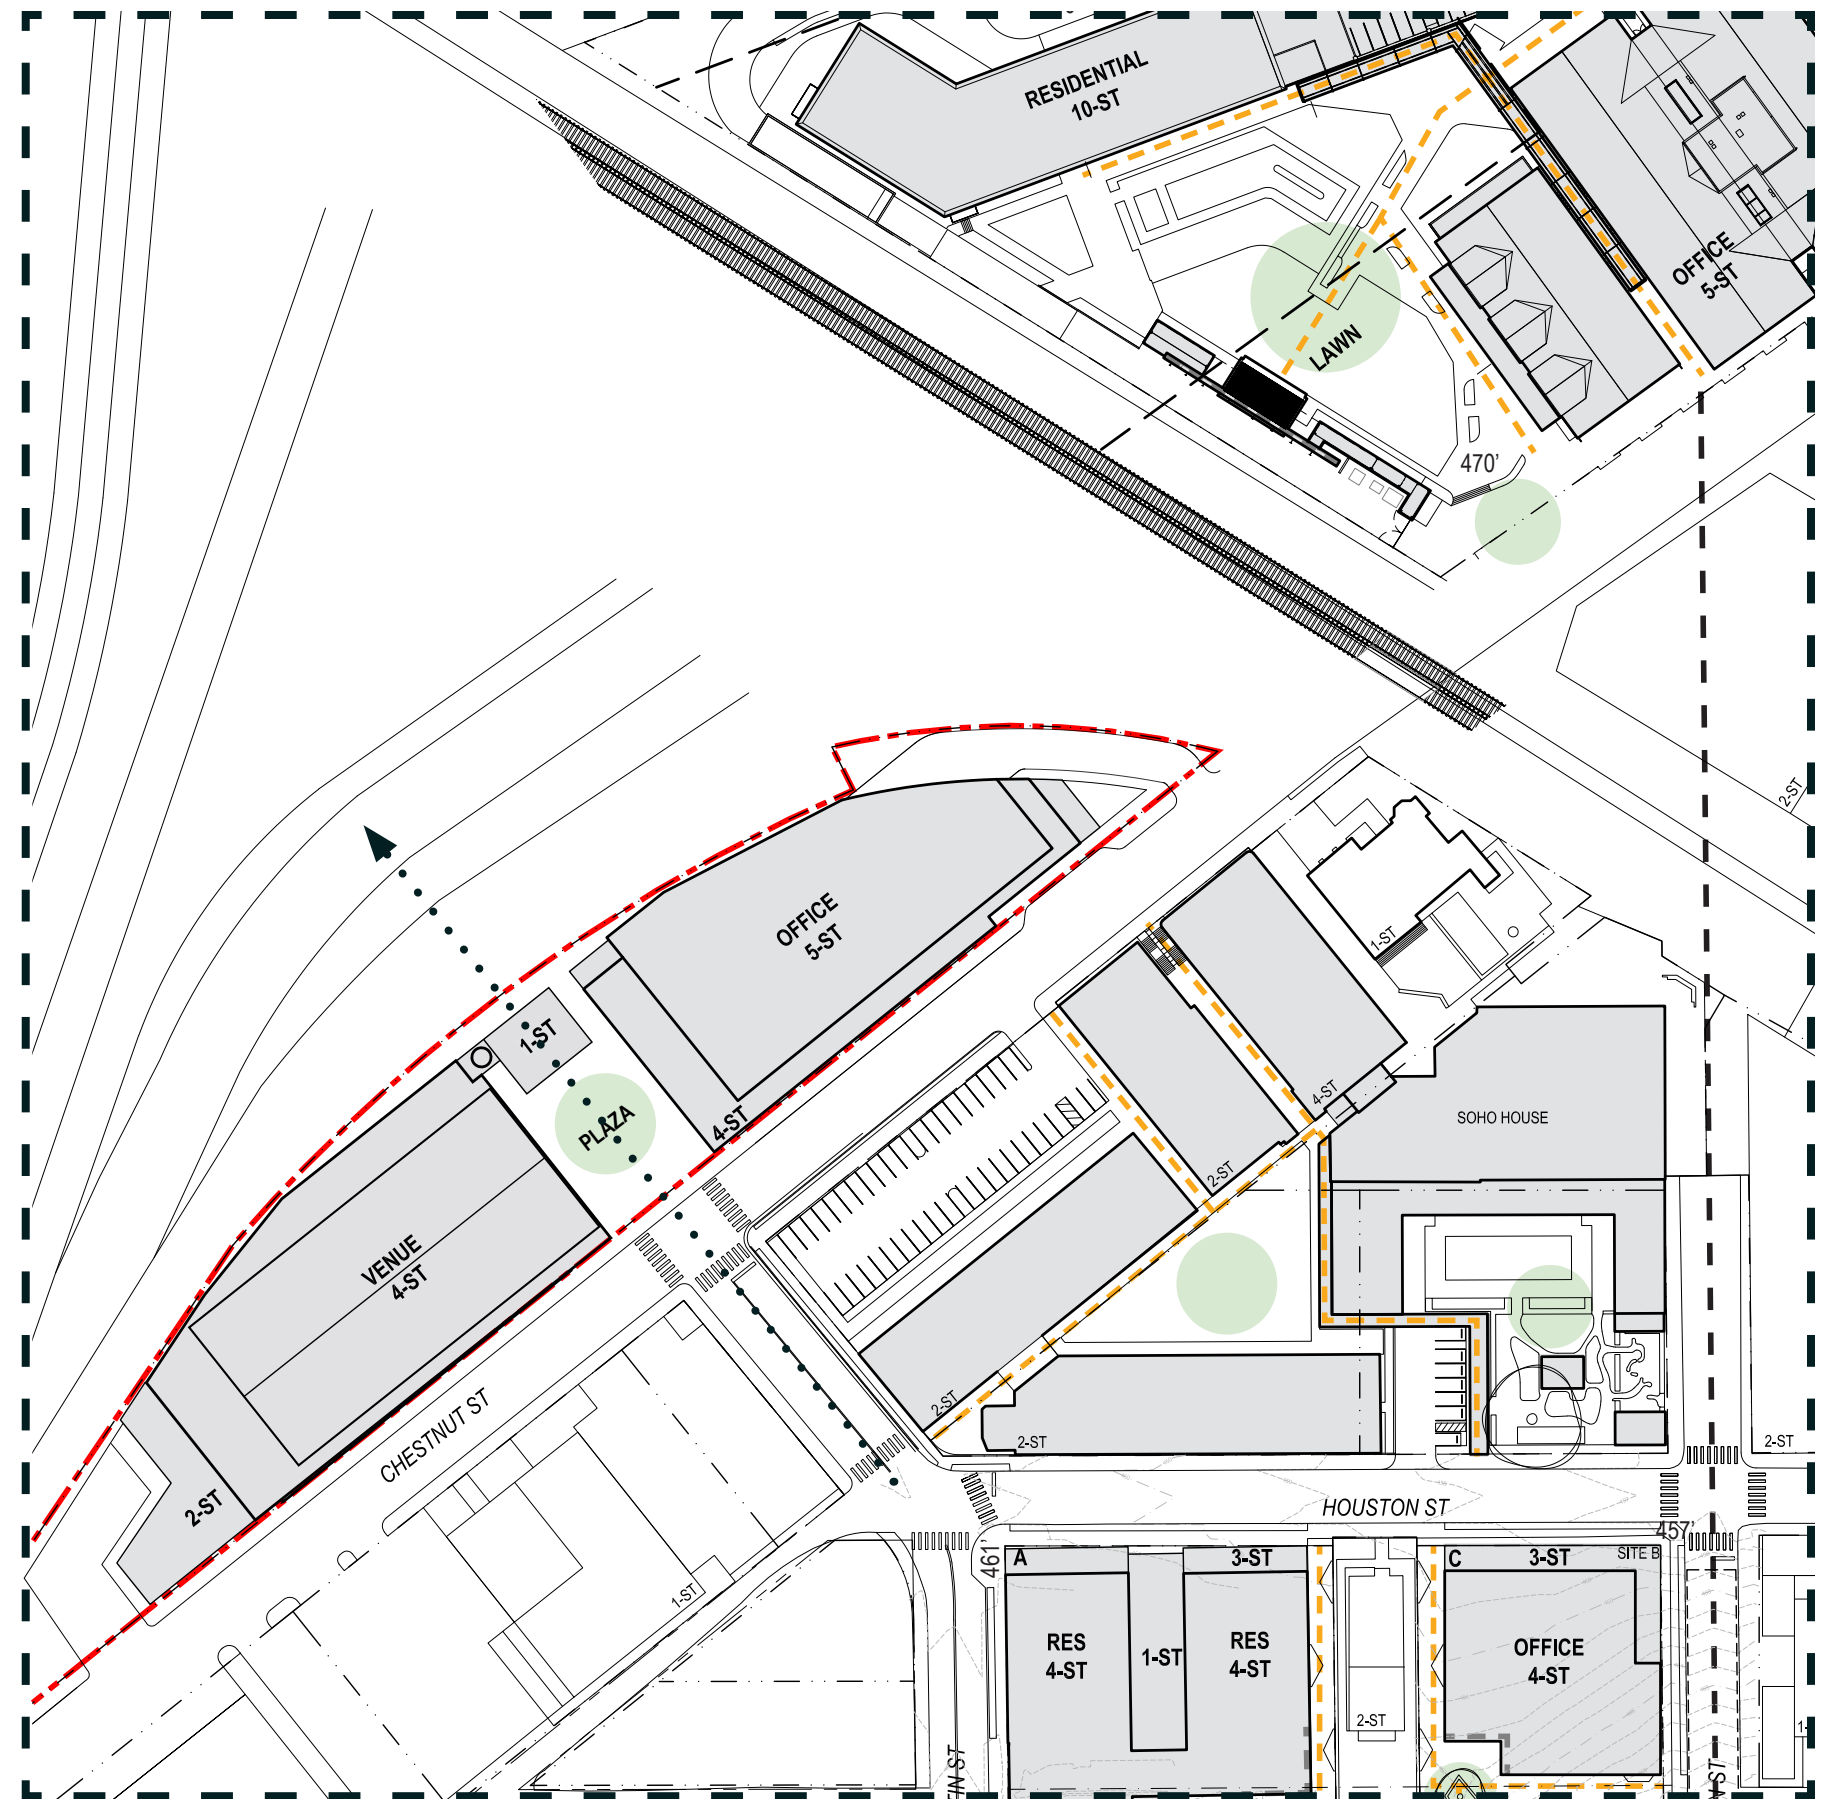 RESIDENTIAL
10-ST
OFFICE
5-ST
LAWN
470'
2-ST
OFFICE
5-ST
1-ST
1-ST
PLAZA
4-ST
4-ST
SOHO HOUSE
2-ST
VENUE
4-ST
2-ST
CHESTNUT ST
2-ST
2-ST
2-ST
HOUSTON ST
457'
461'
A
3-ST
C
3-ST
SITE B
1-ST
RES
4-ST
1-ST
RES
4-ST
OFFICE
4-ST
2-ST